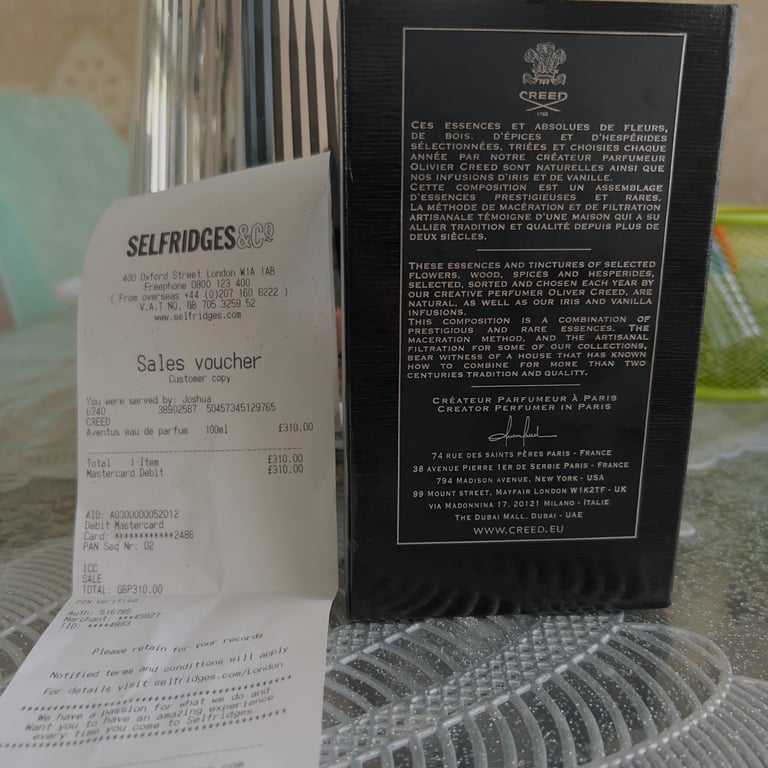 SELFRIDGES&Co
400 Oxford Street London W1A 1AB
Freephone 0800 123 400
( From overseas +44 (0)207 160 6222 )
V.A.T NO. GB 705 3259 52
www.selfridges.com
Sales voucher
Customer copy
You were served by: Joshua
6240 38902587 50457345129765
CREED
Aventus eau de parfum 100ml £310.00
Total 1 Item £310.00
Mastercard Debit £310.00
AID: A0000000052012
Debit Mastercard
Card: ************2486
PAN Seq Nr: 02
ICC
SALE
TOTAL: GBP310.00
PIN Verified
Auth: 516785
Merchant: ***45827
TID: ****4993
Please retain for your records
Notified terms and conditions will apply
For details visit selfridges.com/London
We have a passion for what we do and
Want you to have an amazing experience
every time you come to Selfridges.
CREED
1760
CES ESSENCES ET ABSOLUES DE FLEURS,
DE BOIS, D'ÉPICES ET D'HESPÉRIDES
SÉLECTIONNÉES, TRIÉES ET CHOISIES CHAQUE
ANNÉE PAR NOTRE CRÉATEUR PARFUMEUR
OLIVIER CREED SONT NATURELLES AINSI QUE
NOS INFUSIONS D'IRIS ET DE VANILLE.
CETTE COMPOSITION EST UN ASSEMBLAGE
D'ESSENCES PRESTIGIEUSES ET RARES.
LA MÉTHODE DE MACÉRATION ET DE FILTRATION
ARTISANALE TÉMOIGNE D'UNE MAISON QUI A SU
ALLIER TRADITION ET QUALITÉ DEPUIS PLUS DE
DEUX SIÈCLES.
THESE ESSENCES AND TINCTURES OF SELECTED
FLOWERS, WOOD, SPICES AND HESPERIDES,
SELECTED, SORTED AND CHOSEN EACH YEAR BY
OUR CREATIVE PERFUMER OLIVER CREED, ARE
NATURAL, AS WELL AS OUR IRIS AND VANILLA
INFUSIONS.
THIS COMPOSITION IS A COMBINATION OF
PRESTIGIOUS AND RARE ESSENCES. THE
MACERATION METHOD, AND THE ARTISANAL
FILTRATION FOR SOME OF OUR COLLECTIONS,
BEAR WITNESS OF A HOUSE THAT HAS KNOWN
HOW TO COMBINE FOR MORE THAN TWO
CENTURIES TRADITION AND QUALITY.
CRÉATEUR PARFUMEUR À PARIS
CREATOR PERFUMER IN PARIS
74 RUE DES SAINTS PÈRES PARIS - FRANCE
38 AVENUE PIERRE 1ER DE SERBIE PARIS - FRANCE
794 MADISON AVENUE, NEW YORK - USA
99 MOUNT STREET, MAYFAIR LONDON W1K2TF - UK
VIA MADONNINA 17, 20121 MILANO - ITALIE
THE DUBAI MALL, DUBAI - UAE
WWW.CREED.EU